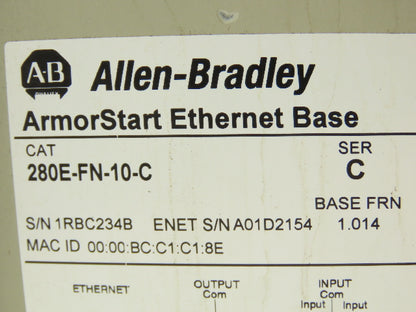 A-B Allen-Bradley
ArmorStart Ethernet Base
CAT SER
280E-FN-10-C C
BASE FRN
S/N 1RBC234B ENET S/N A01D2154 1.014
MAC ID 00:00:BC:C1:C1:8E
ETHERNET OUTPUT INPUT
Com Com
Input Input